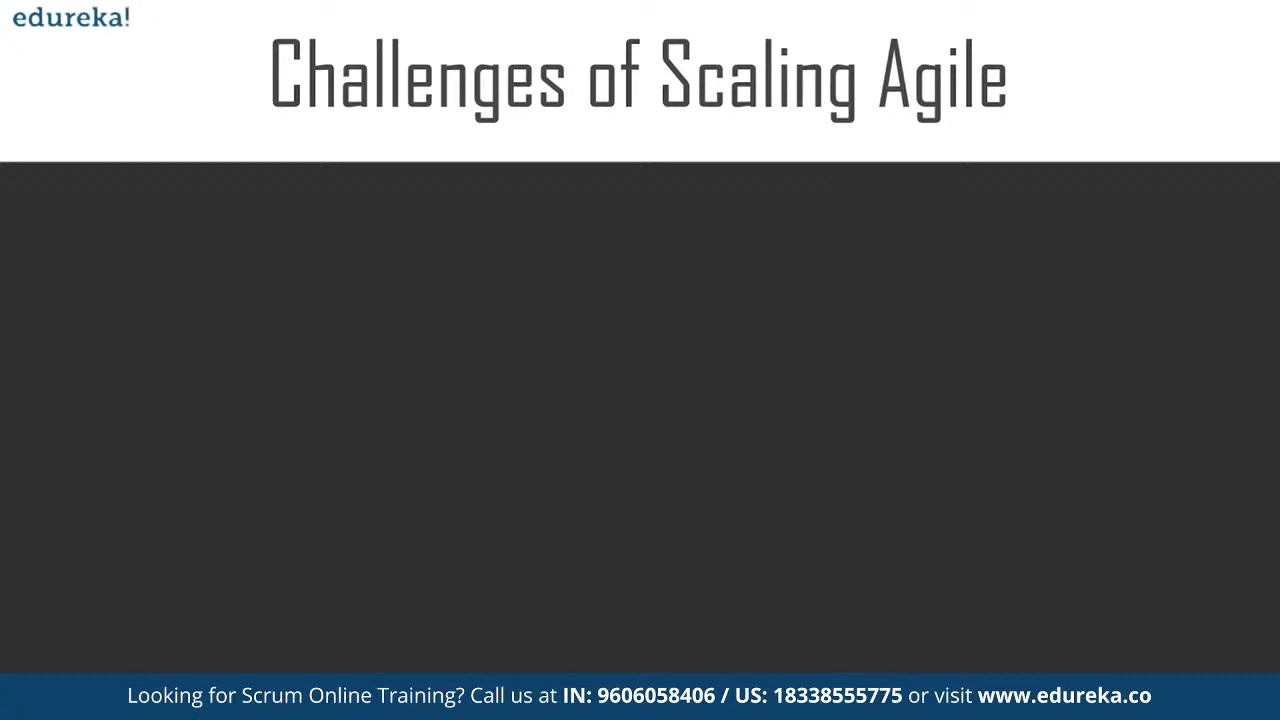 edureka!
Challenges of Scaling Agile
Looking for Scrum Online Training? Call us at IN: 9606058406 / US: 18338555775 or visit www.edureka.co